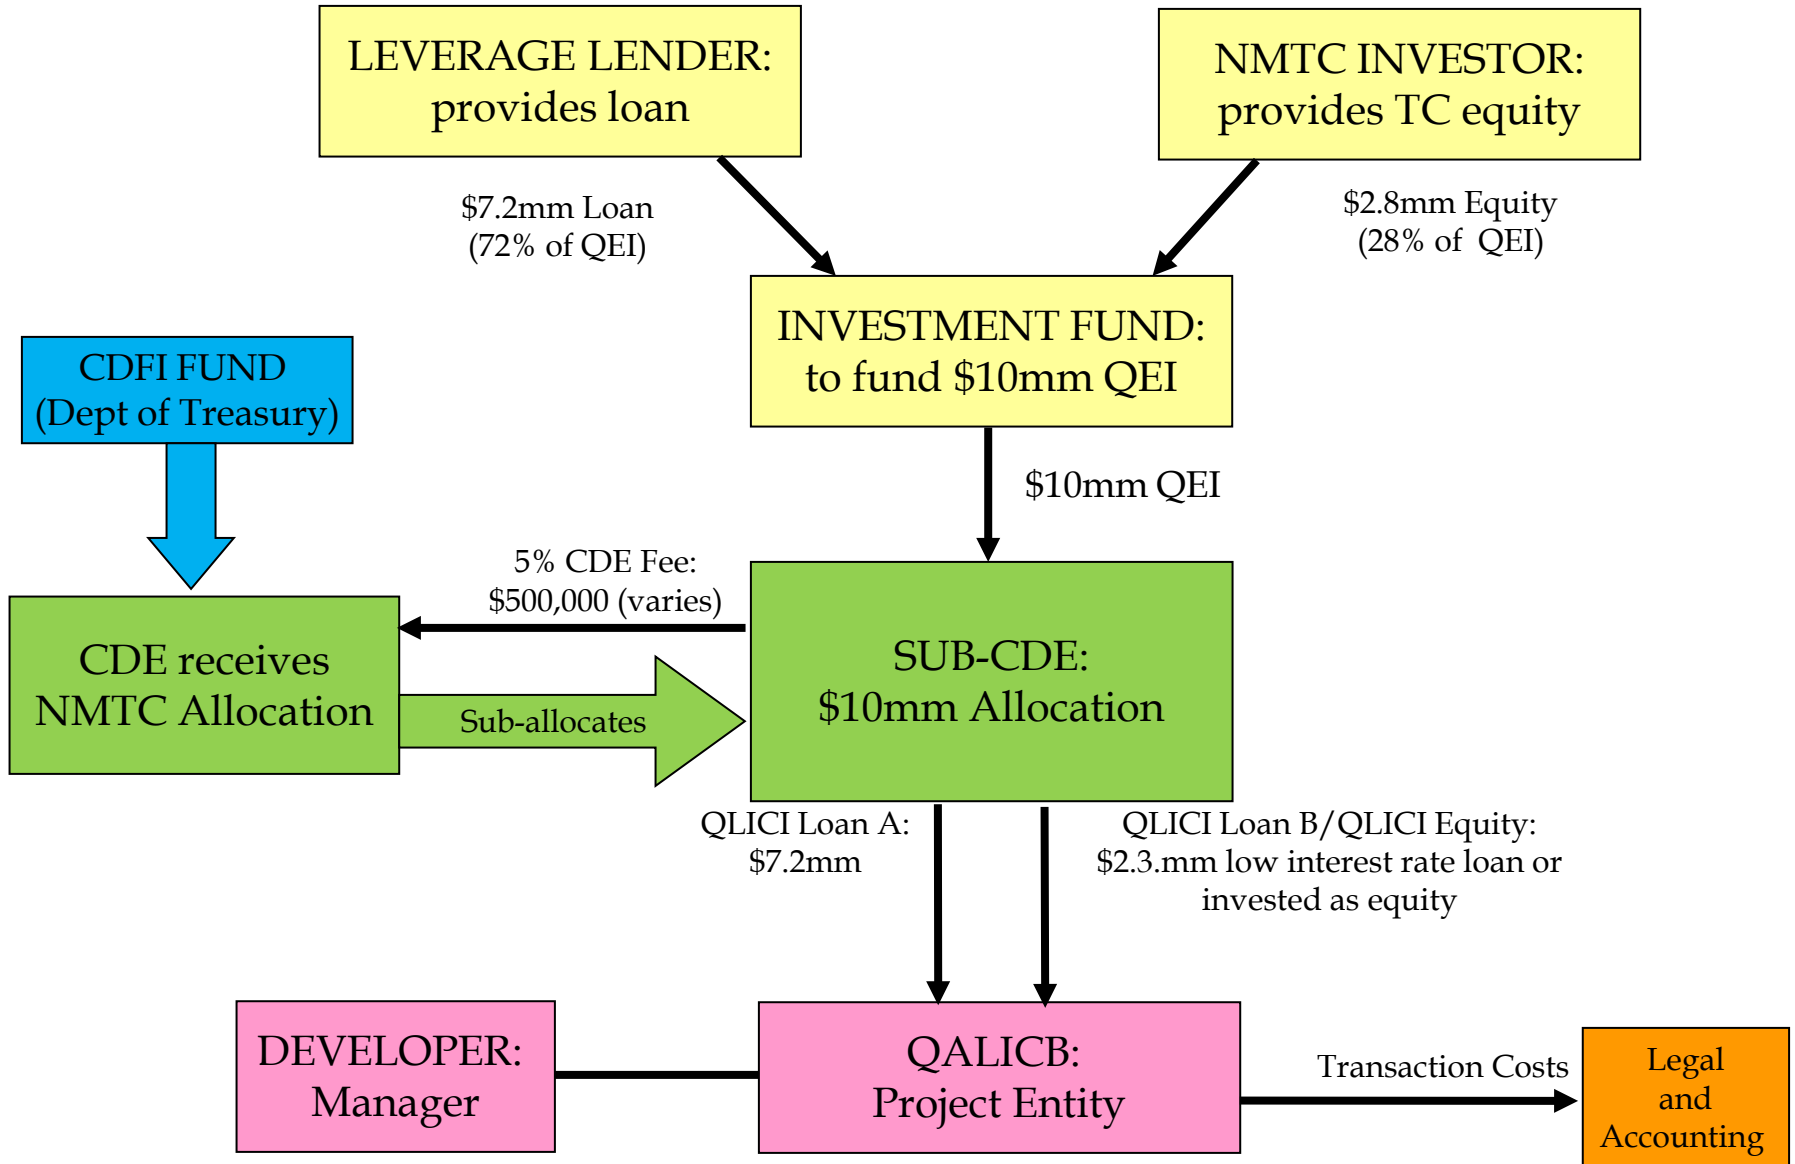 LEVERAGE LENDER:
provides loan
NMTC INVESTOR:
provides TC equity
$7.2mm Loan
(72% of QEI)
$2.8mm Equity
(28% of  QEI)
INVESTMENT FUND:
to fund $10mm QEI
CDFI FUND
(Dept of Treasury)
$10mm QEI
5% CDE Fee:
$500,000 (varies)
CDE receives
NMTC Allocation
Sub-allocates
SUB-CDE:
$10mm Allocation
QLICI Loan A:
$7.2mm
QLICI Loan B/QLICI Equity:
$2.3.mm low interest rate loan or
invested as equity
DEVELOPER:
Manager
QALICB:
Project Entity
Transaction Costs
Legal
and
Accounting